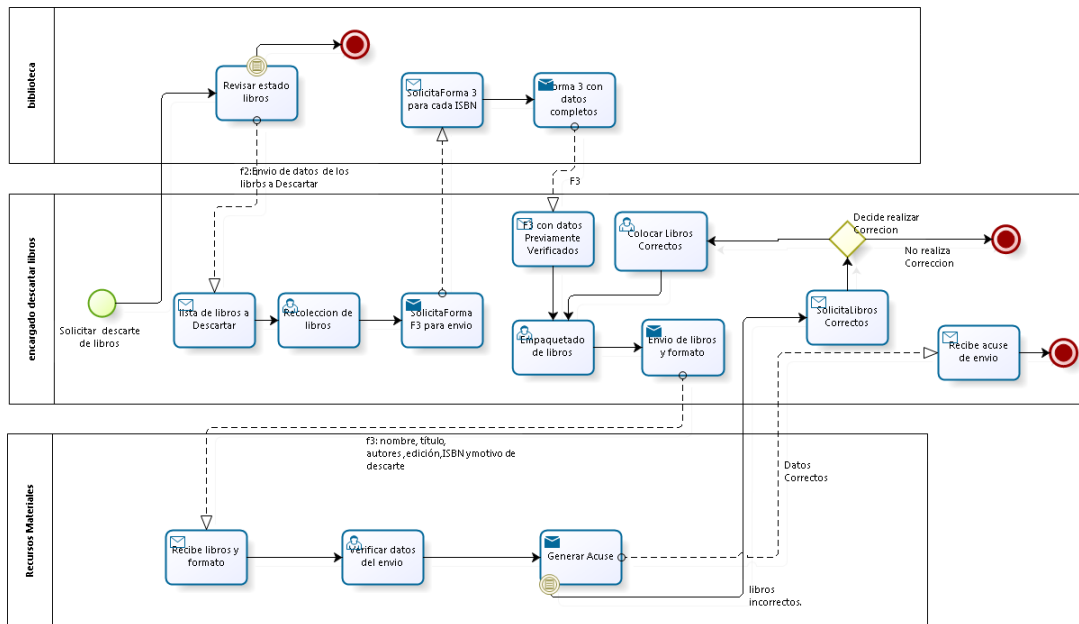 biblioteca
Revisar estado
libros
SolicitaForma 3
para cada ISBN
Forma 3 con
datos
completos
f2:Envio de datos de los
libros a Descartar
F3
encargado descartar libros
Solicitar descarte
de libros
lista de libros a
Descartar
Recoleccion de
libros
SolicitaForma
F3 para envio
F3 con datos
Previamente
Verificados
Colocar Libros
Correctos
Empaquetado
de libros
Envio de libros
y formato
Decide realizar
Correcion
No realiza
Correccion
SolicitaLibros
Correctos
Recibe acuse
de envio
Recursos Materiales
f3: nombre, título,
autores ,edición,ISBN ymotivo de
descarte
Datos
Correctos
Recibe libros y
formato
Verificar datos
del envio
Generar Acuse
libros
incorrectos.